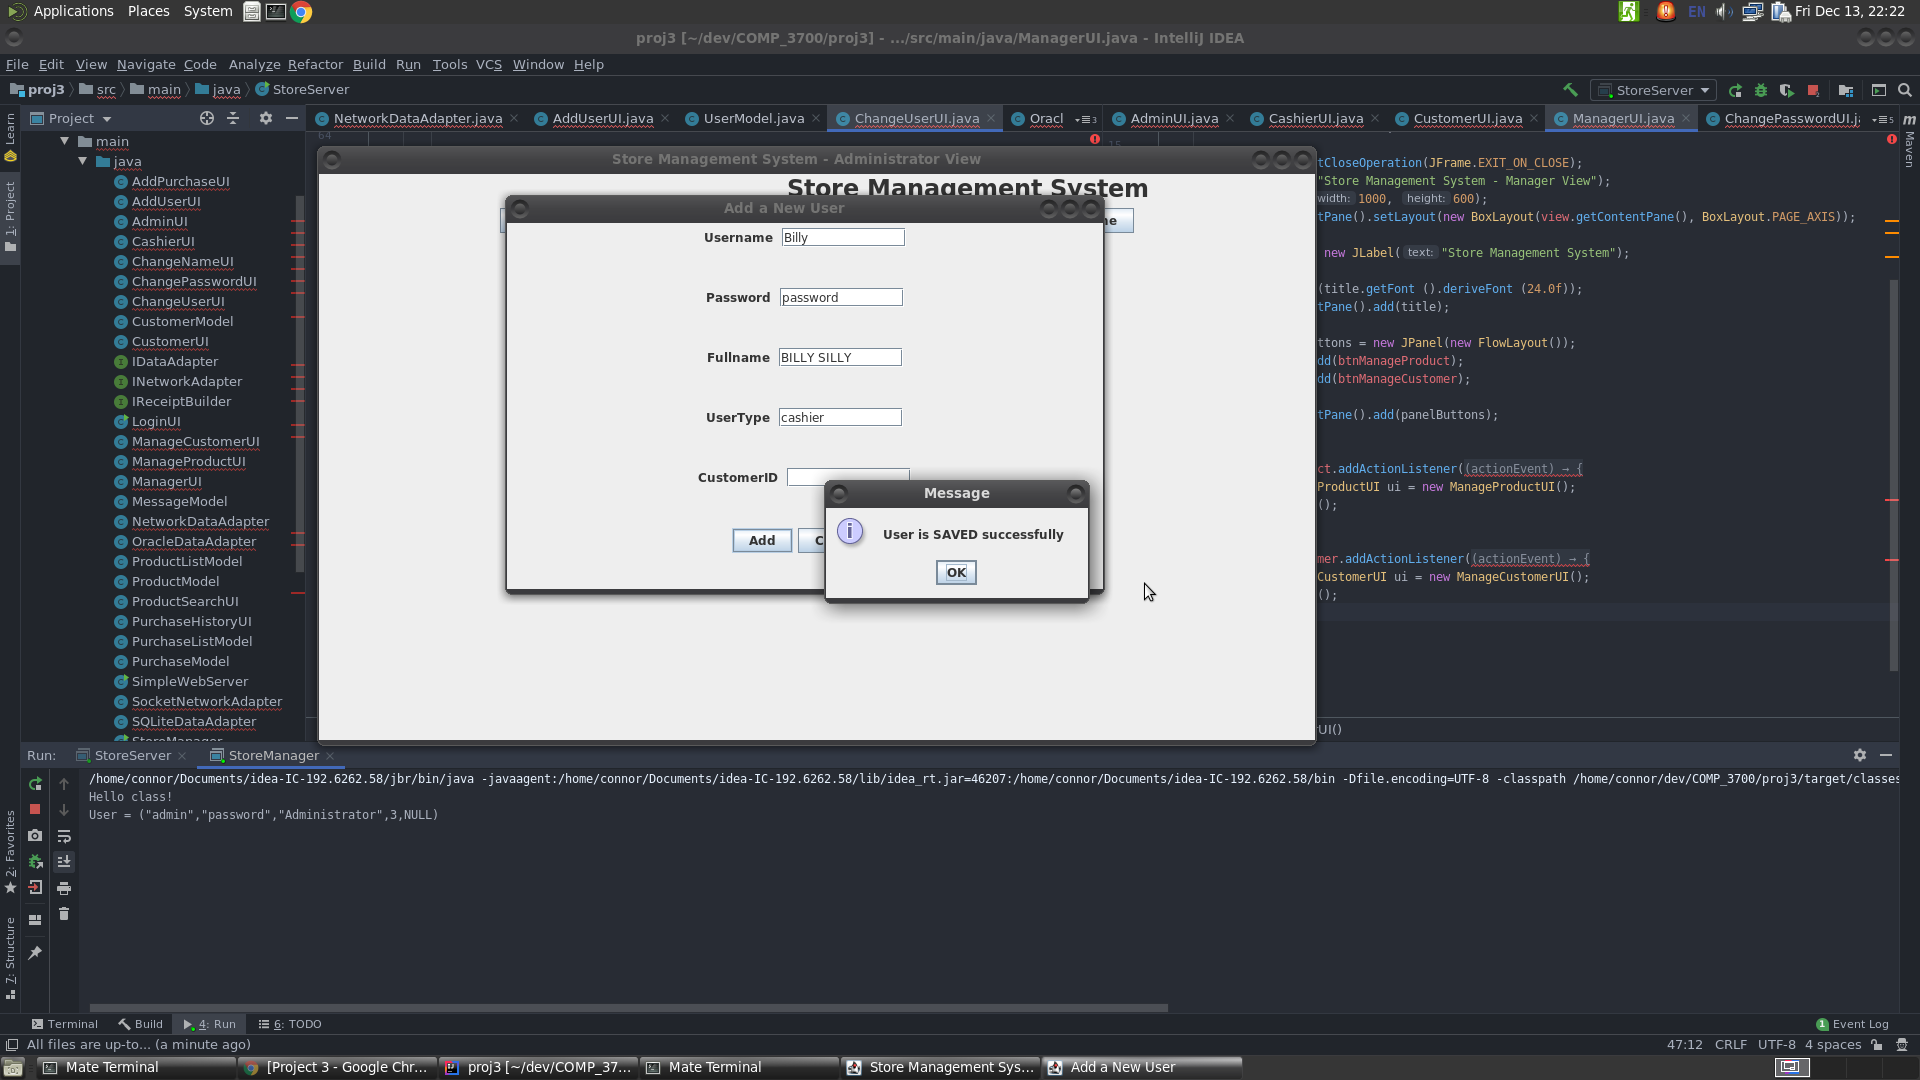 Applications Places System EN Fri Dec 13, 22:22
proj3 [~/dev/COMP_3700/proj3] - .../src/main/java/ManagerUI.java - IntelliJ IDEA
File Edit View Navigate Code Analyze Refactor Build Run Tools VCS Window Help
proj3 src main java StoreServer StoreServer
Project NetworkDataAdapter.java AddUserUI.java UserModel.java ChangeUserUI.java Oracl 3 AdminUI.java CashierUI.java CustomerUI.java ManagerUI.java ChangePasswordUI.j 5
Learn
1: Project
Maven
main
java
AddPurchaseUI
AddUserUI
AdminUI
CashierUI
ChangeNameUI
ChangePasswordUI
ChangeUserUI
CustomerModel
CustomerUI
IDataAdapter
INetworkAdapter
IReceiptBuilder
LoginUI
ManageCustomerUI
ManageProductUI
ManagerUI
MessageModel
NetworkDataAdapter
OracleDataAdapter
ProductListModel
ProductModel
ProductSearchUI
PurchaseHistoryUI
PurchaseListModel
PurchaseModel
SimpleWebServer
SocketNetworkAdapter
SQLiteDataAdapter
StoreManager
64
15
Store Management System - Administrator View
Store Management System
Add a New User
Username Billy
Password password
Fullname BILLY SILLY
UserType cashier
CustomerID
Add C
Message
User is SAVED successfully
OK
tCloseOperation(JFrame.EXIT_ON_CLOSE);
"Store Management System - Manager View");
width: 1000, height: 600);
tPane().setLayout(new BoxLayout(view.getContentPane(), BoxLayout.PAGE_AXIS));
new JLabel( text: "Store Management System");
(title.getFont ().deriveFont (24.0f));
tPane().add(title);
ttons = new JPanel(new FlowLayout());
dd(btnManageProduct);
dd(btnManageCustomer);
tPane().add(panelButtons);
ct.addActionListener((actionEvent) → {
ProductUI ui = new ManageProductUI();
();
mer.addActionListener((actionEvent) → {
CustomerUI ui = new ManageCustomerUI();
();
UI()
Run: StoreServer StoreManager
/home/connor/Documents/idea-IC-192.6262.58/jbr/bin/java -javaagent:/home/connor/Documents/idea-IC-192.6262.58/lib/idea_rt.jar=46207:/home/connor/Documents/idea-IC-192.6262.58/bin -Dfile.encoding=UTF-8 -classpath /home/connor/dev/COMP_3700/proj3/target/classes
Hello class!
User = ("admin","password","Administrator",3,NULL)
2: Favorites
7: Structure
Terminal Build 4: Run 6: TODO 1 Event Log
All files are up-to... (a minute ago) 47:12 CRLF UTF-8 4 spaces
Mate Terminal [Project 3 - Google Chr... proj3 [~/dev/COMP_37... Mate Terminal Store Management Sys... Add a New User